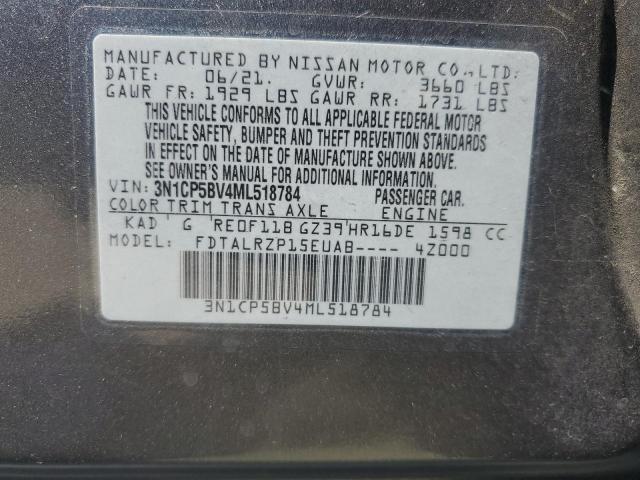 MANUFACTURED BY NISSAN MOTOR CO.,LTD.
DATE: 06/21. GVWR: 3660 LBS
GAWR FR: 1929 LBS GAWR RR: 1731 LBS
THIS VEHICLE CONFORMS TO ALL APPLICABLE FEDERAL MOTOR
VEHICLE SAFETY, BUMPER AND THEFT PREVENTION STANDARDS
IN EFFECT ON THE DATE OF MANUFACTURE SHOWN ABOVE.
SEE OWNER'S MANUAL FOR ADDITIONAL INFORMATION
VIN: 3N1CP5BV4ML518784 PASSENGER CAR.
COLOR TRIM TRANS AXLE ENGINE
KAD G RE0F11B GZ39 HR16DE 1598 CC
MODEL: FDTALRZP15EUAB---- 4Z000
3N1CP5BV4ML518784